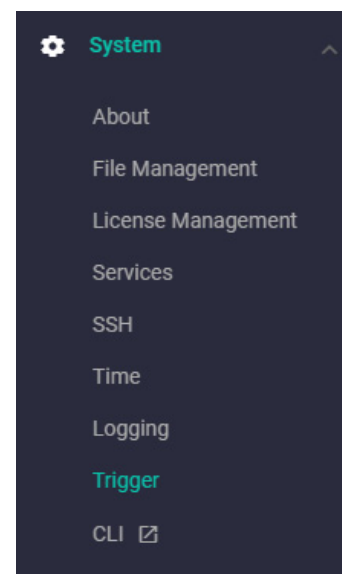 System
About
File Management
License Management
Services
SSH
Time
Logging
Trigger
CLI